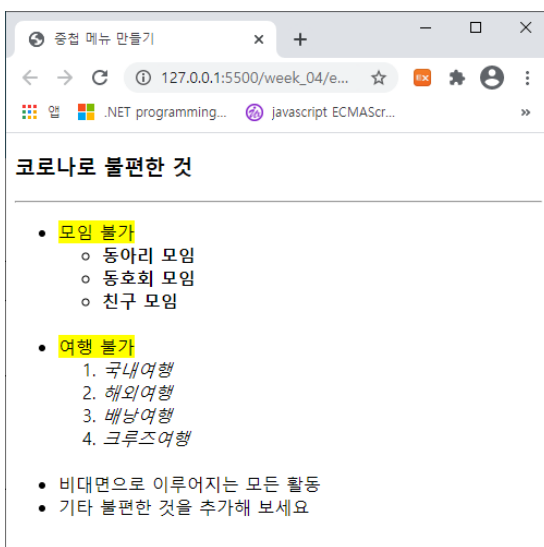 중첩 메뉴 만들기
127.0.0.1:5500/week_04/e...
앱 .NET programming... javascript ECMAScr... »
코로나로 불편한 것
모임 불가
동아리 모임
동호회 모임
친구 모임
여행 불가
1. 국내여행
2. 해외여행
3. 배낭여행
4. 크루즈여행
비대면으로 이루어지는 모든 활동
기타 불편한 것을 추가해 보세요